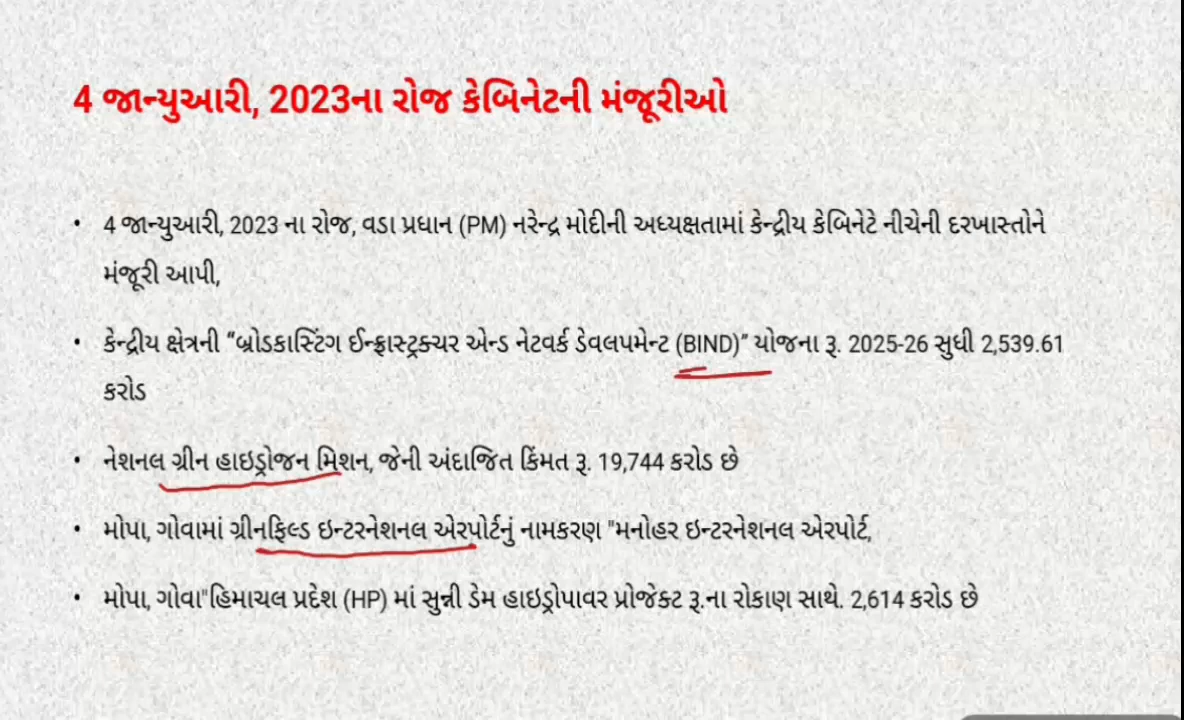 4 જાન્યુઆરી, 2023ના રોજ કેબિનેટની મંજૂરીઓ
• 4 જાન્યુઆરી, 2023 ના રોજ, વડા પ્રધાન (PM) નરેન્દ્ર મોદીની અધ્યક્ષતામાં કેન્દ્રીય કેબિનેટે નીચેની દરખાસ્તોને
મંજૂરી આપી,
• કેન્દ્રીય ક્ષેત્રની “બ્રોડકાસ્ટિંગ ઈન્ફ્રાસ્ટ્રક્ચર એન્ડ નેટવર્ક ડેવલપમેન્ટ (BIND)” યોજના રૂ. 2025-26 સુધી 2,539.61
કરોડ
• નેશનલ ગ્રીન હાઇડ્રોજન મિશન, જેની અંદાજિત કિંમત રૂ. 19,744 કરોડ છે
• મોપા, ગોવામાં ગ્રીનફિલ્ડ ઇન્ટરનેશનલ એરપોર્ટનું નામકરણ "મનોહર ઇન્ટરનેશનલ એરપોર્ટ,
• મોપા, ગોવા"હિમાચલ પ્રદેશ (HP) માં સુન્ની ડેમ હાઇડ્રોપાવર પ્રોજેક્ટ રૂ.ના રોકાણ સાથે. 2,614 કરોડ છે